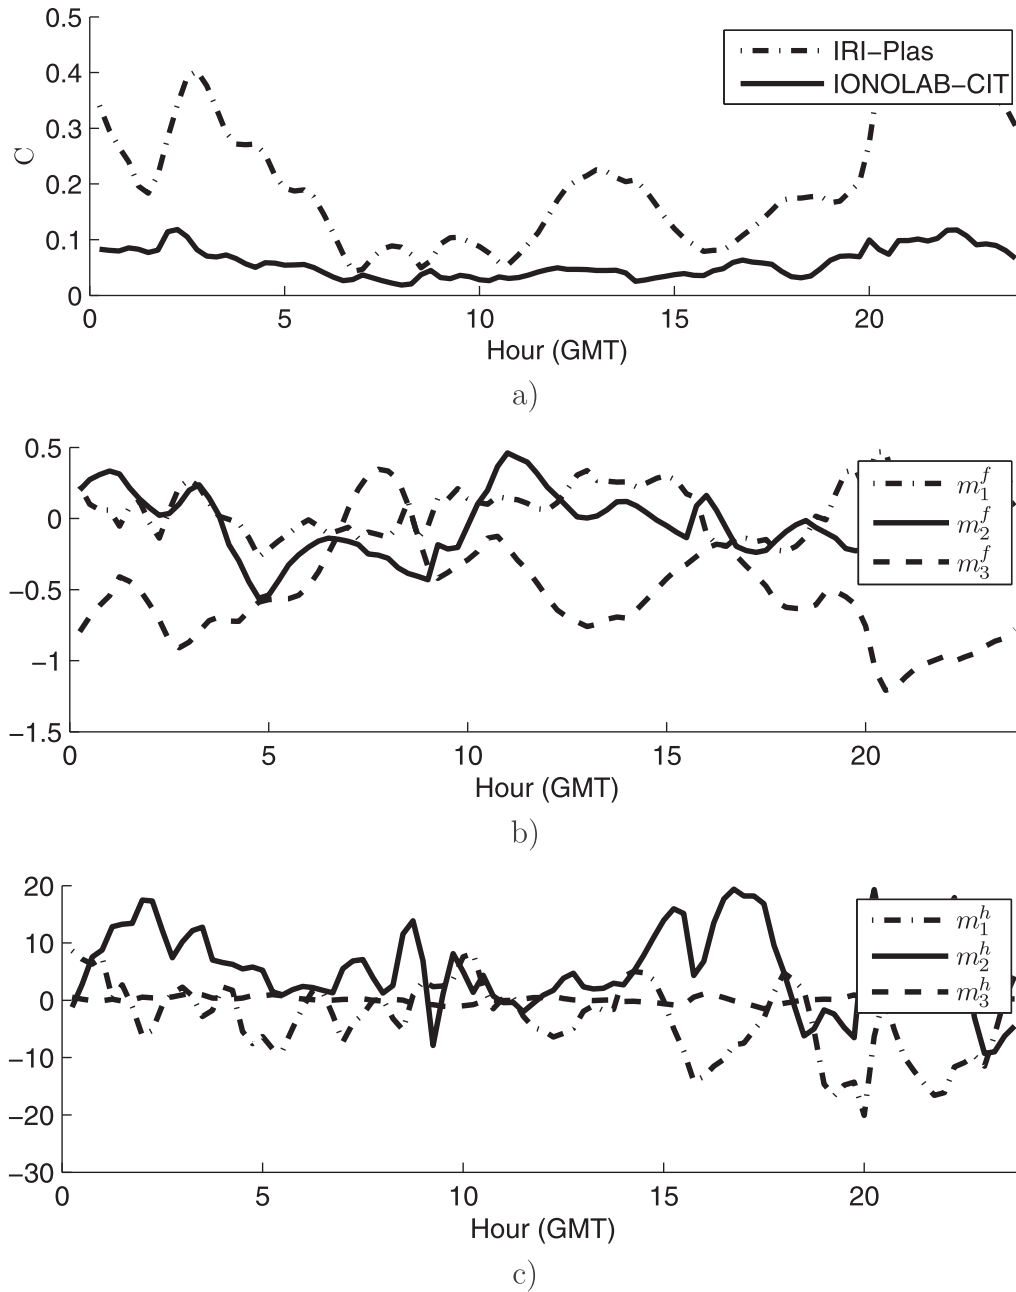 0.5
0.4
0.3
0.2
0.1
0
C
IRI−Plas
IONOLAB−CIT
0 5 10 15 20
Hour (GMT)
a)
0.5
0
−0.5
−1
−1.5
m_1^f
m_2^f
m_3^f
0 5 10 15 20
Hour (GMT)
b)
20
10
0
−10
−20
−30
m_1^h
m_2^h
m_3^h
0 5 10 15 20
Hour (GMT)
c)